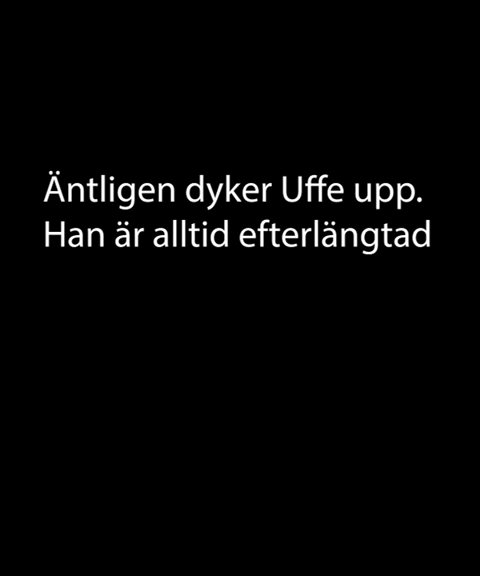 Äntligen dyker Uffe upp.
Han är alltid efterlängtad